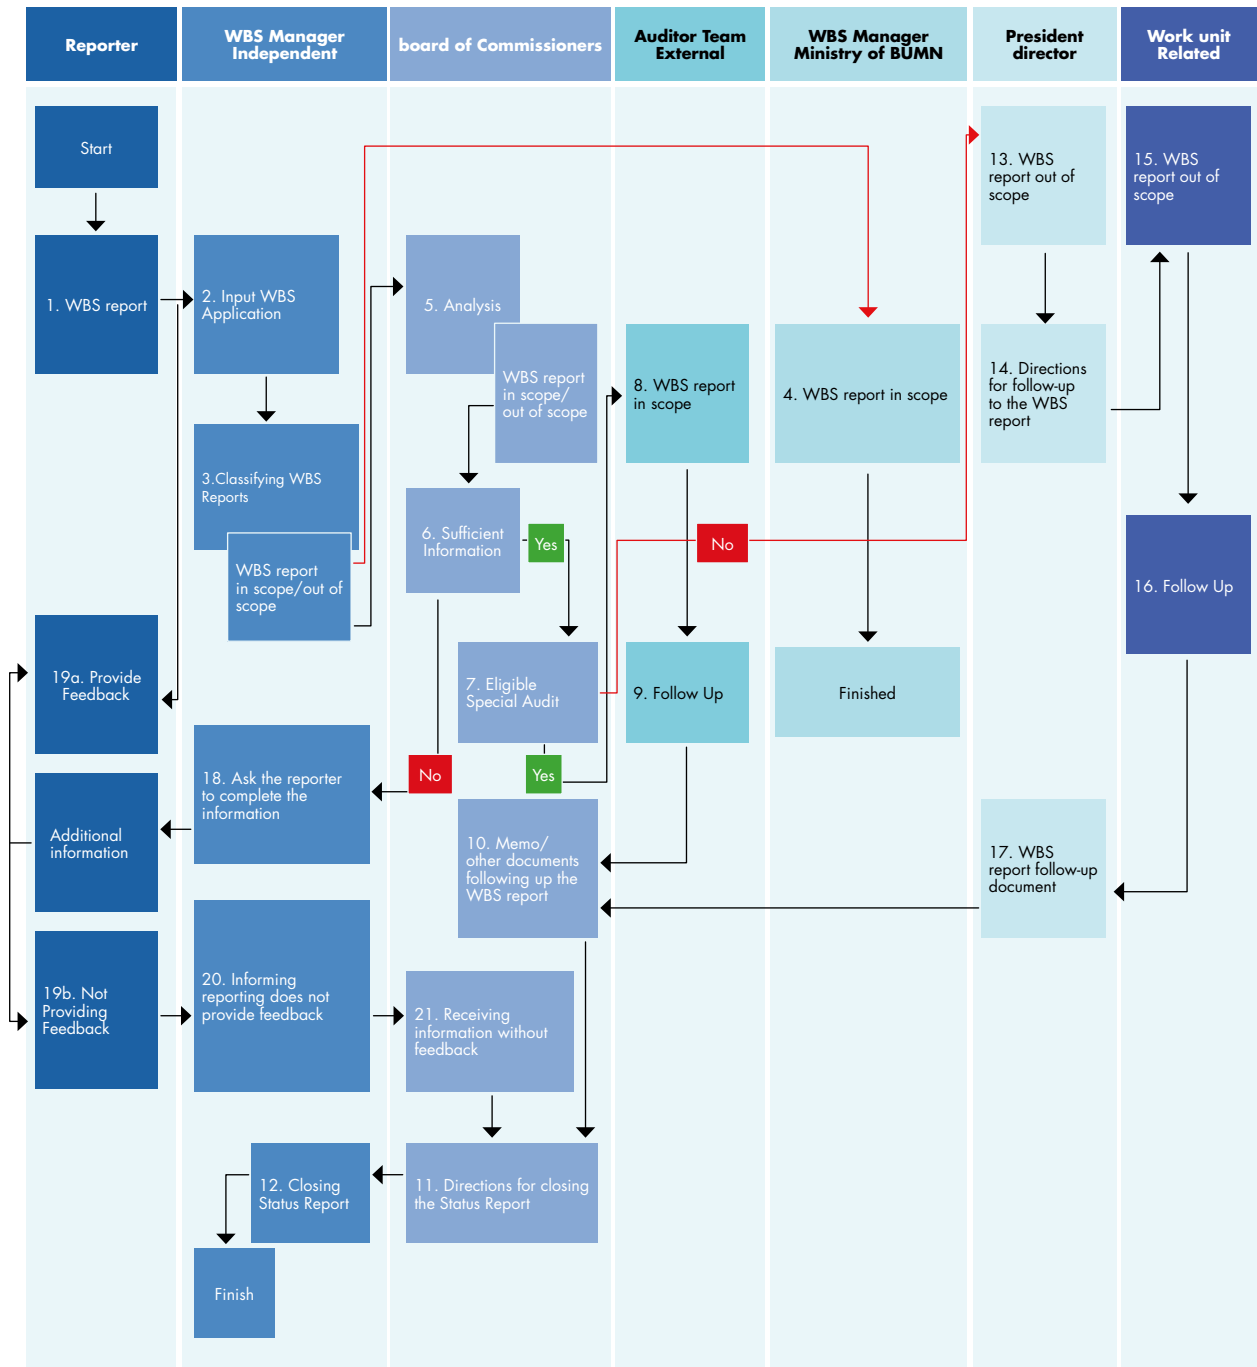 Reporter
WBS Manager
Independent
board of Commissioners
Auditor Team
External
WBS Manager
Ministry of BUMN
President
director
Work unit
Related
Start
13. WBS
report out of
scope
15. WBS
report out of
scope
1. WBS report
2. Input WBS
Application
5. Analysis
WBS report
in scope/
out of scope
8. WBS report
in scope
4. WBS report in scope
14. Directions
for follow-up
to the WBS
report
3.Classifying WBS
Reports
WBS report
in scope/out of
scope
6. Sufficient
Information
Yes
No
16. Follow Up
19a. Provide
Feedback
7. Eligible
Special Audit
9. Follow Up
Finished
No
Yes
18. Ask the reporter
to complete the
information
Additional
information
10. Memo/
other documents
following up the
WBS report
17. WBS
report follow-up
document
19b. Not
Providing
Feedback
20. Informing
reporting does not
provide feedback
21. Receiving
information without
feedback
12. Closing
Status Report
11. Directions for closing
the Status Report
Finish